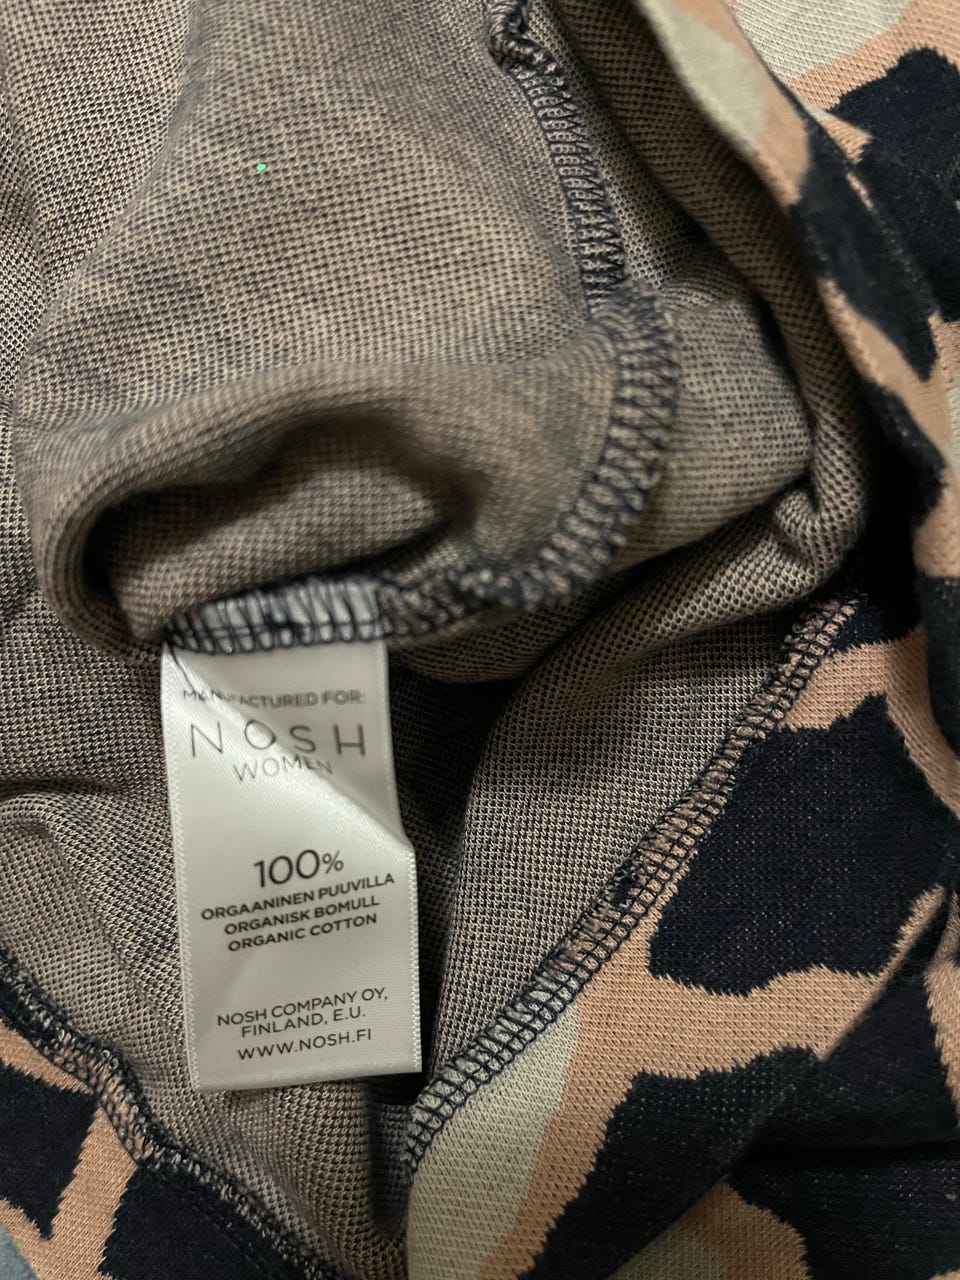 MANUFACTURED FOR:
NOSH
WOMEN
100%
ORGAANINEN PUUVILLA
ORGANISK BOMULL
ORGANIC COTTON
NOSH COMPANY OY,
FINLAND, E.U.
WWW.NOSH.FI